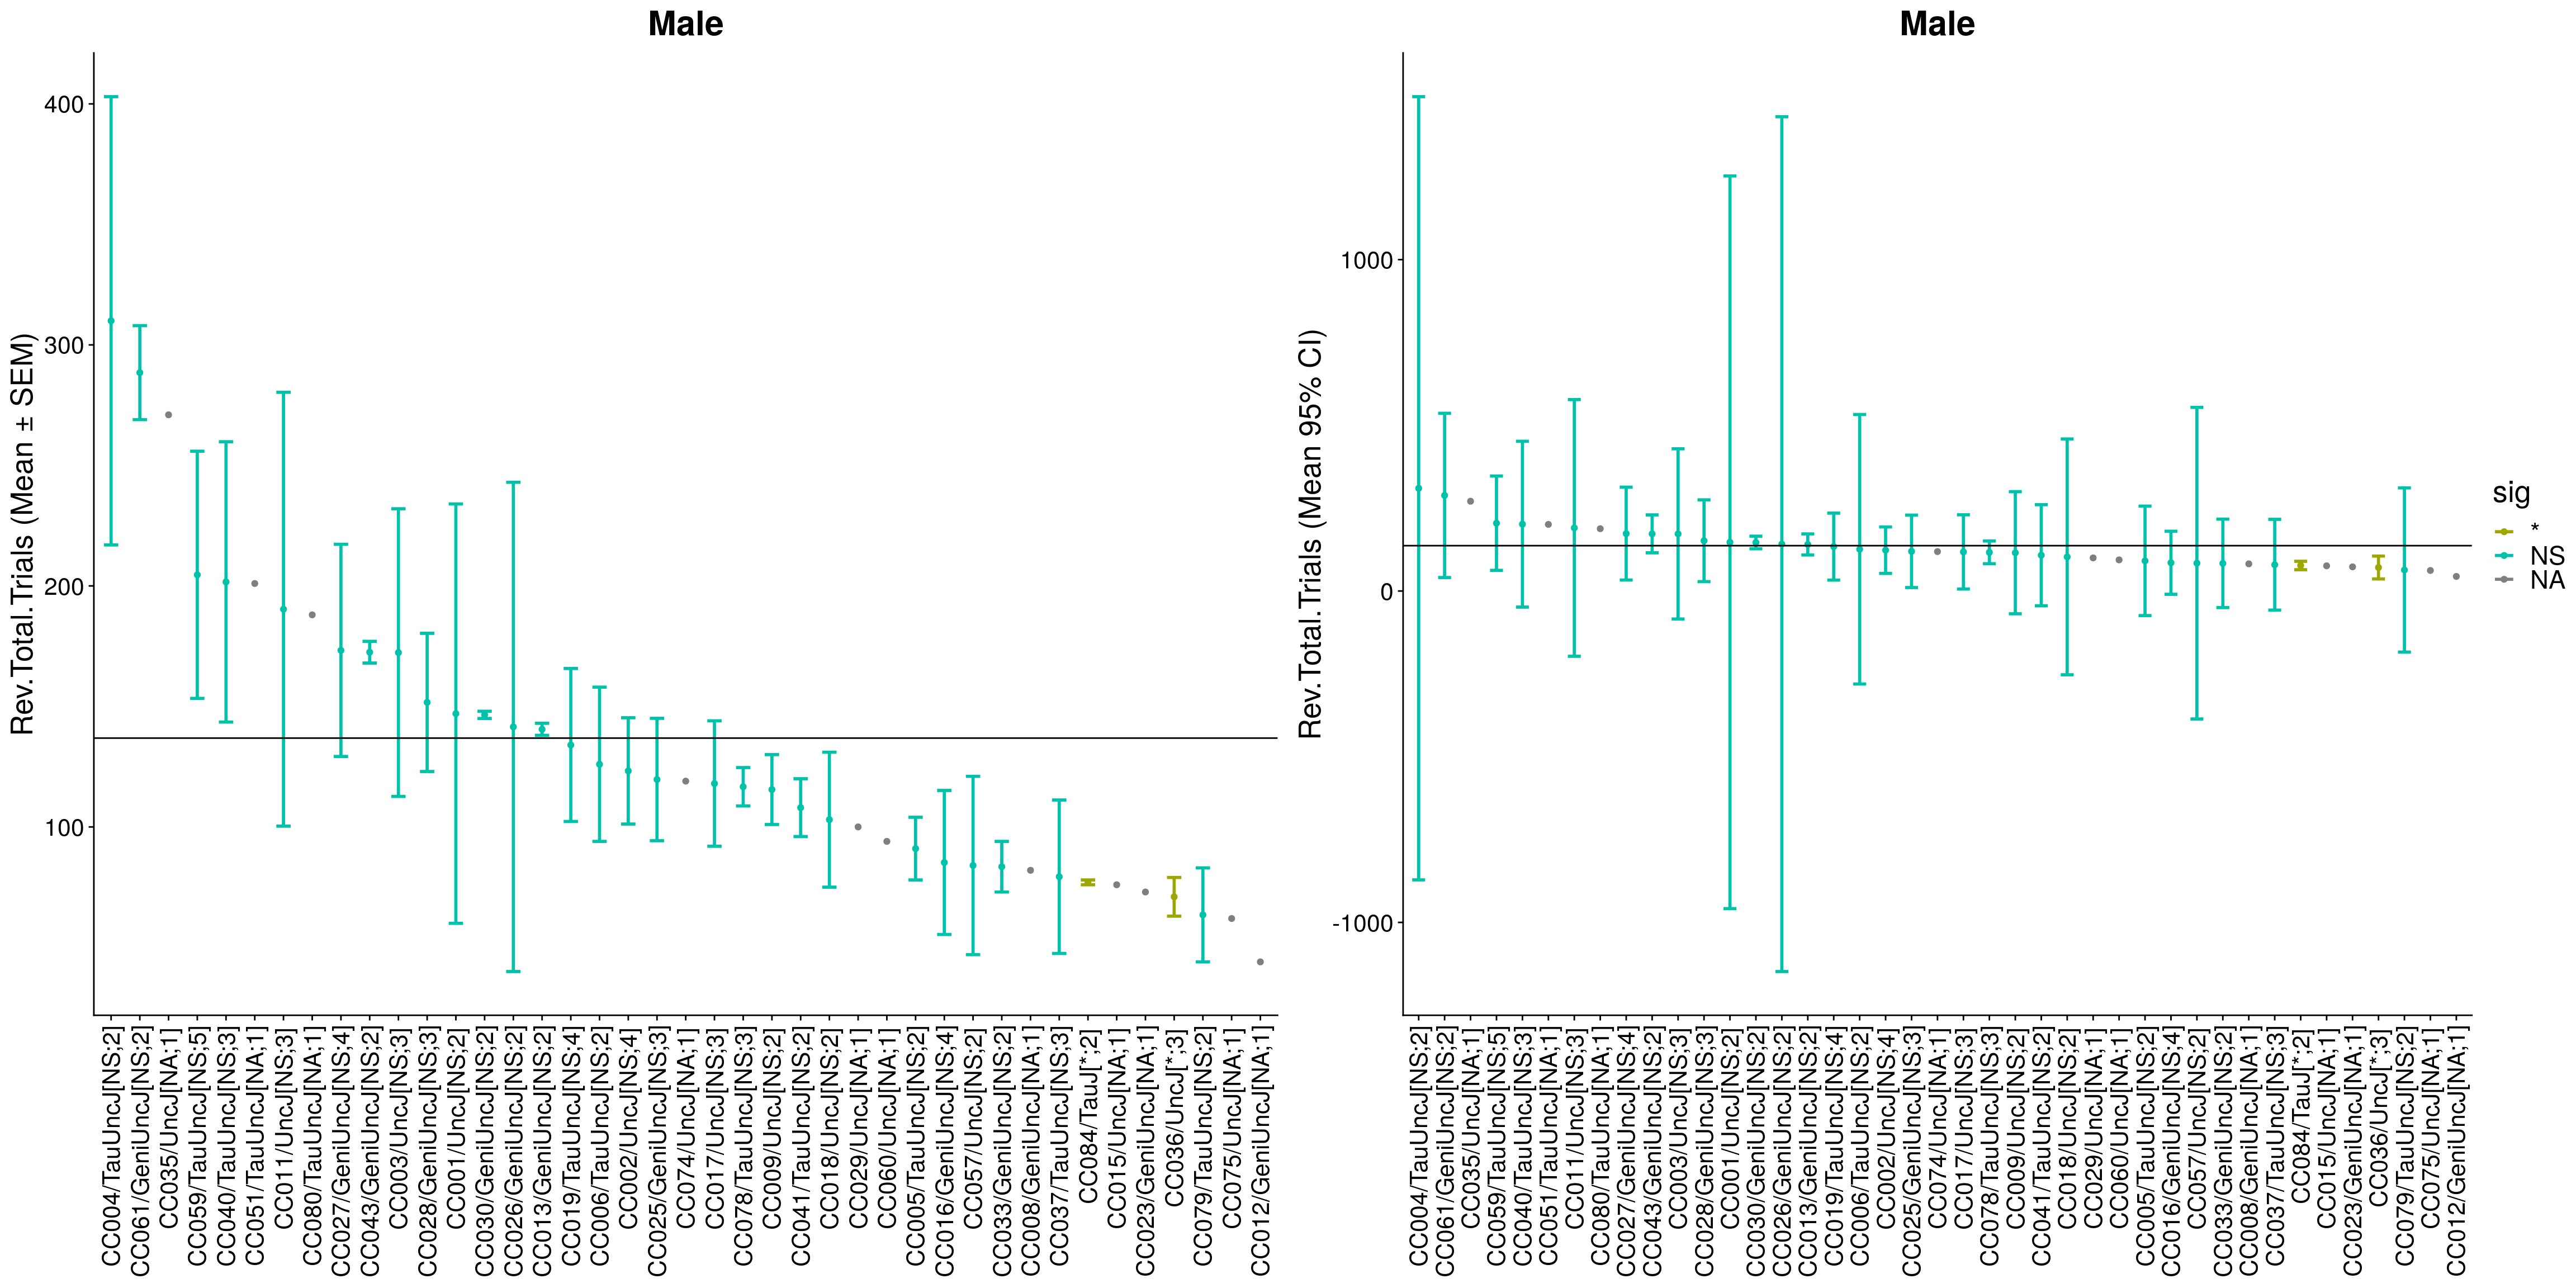 Male
Rev.Total.Trials (Mean ± SEM)
400
300
200
100
CC004/TauUncJ[NS;2]
CC061/GeniUncJ[NS;2]
CC035/UncJ[NA;1]
CC059/TauUncJ[NS;5]
CC040/TauUncJ[NS;3]
CC051/TauUncJ[NA;1]
CC011/UncJ[NS;3]
CC080/TauUncJ[NA;1]
CC027/GeniUncJ[NS;4]
CC043/GeniUncJ[NS;2]
CC003/UncJ[NS;3]
CC028/GeniUncJ[NS;3]
CC001/UncJ[NS;2]
CC030/GeniUncJ[NS;2]
CC026/GeniUncJ[NS;2]
CC013/GeniUncJ[NS;2]
CC019/TauUncJ[NS;4]
CC006/TauUncJ[NS;2]
CC002/UncJ[NS;4]
CC025/GeniUncJ[NS;3]
CC074/UncJ[NA;1]
CC017/UncJ[NS;3]
CC078/TauUncJ[NS;3]
CC009/UncJ[NS;2]
CC041/TauUncJ[NS;2]
CC018/UncJ[NS;2]
CC029/UncJ[NA;1]
CC060/UncJ[NA;1]
CC005/TauUncJ[NS;2]
CC016/GeniUncJ[NS;4]
CC057/UncJ[NS;2]
CC033/GeniUncJ[NS;2]
CC008/GeniUncJ[NA;1]
CC037/TauUncJ[NS;3]
CC084/TauJ[*;2]
CC015/UncJ[NA;1]
CC023/GeniUncJ[NA;1]
CC036/UncJ[*;3]
CC079/TauUncJ[NS;2]
CC075/UncJ[NA;1]
CC012/GeniUncJ[NA;1]
Male
Rev.Total.Trials (Mean 95% CI)
1000
0
-1000
CC004/TauUncJ[NS;2]
CC061/GeniUncJ[NS;2]
CC035/UncJ[NA;1]
CC059/TauUncJ[NS;5]
CC040/TauUncJ[NS;3]
CC051/TauUncJ[NA;1]
CC011/UncJ[NS;3]
CC080/TauUncJ[NA;1]
CC027/GeniUncJ[NS;4]
CC043/GeniUncJ[NS;2]
CC003/UncJ[NS;3]
CC028/GeniUncJ[NS;3]
CC001/UncJ[NS;2]
CC030/GeniUncJ[NS;2]
CC026/GeniUncJ[NS;2]
CC013/GeniUncJ[NS;2]
CC019/TauUncJ[NS;4]
CC006/TauUncJ[NS;2]
CC002/UncJ[NS;4]
CC025/GeniUncJ[NS;3]
CC074/UncJ[NA;1]
CC017/UncJ[NS;3]
CC078/TauUncJ[NS;3]
CC009/UncJ[NS;2]
CC041/TauUncJ[NS;2]
CC018/UncJ[NS;2]
CC029/UncJ[NA;1]
CC060/UncJ[NA;1]
CC005/TauUncJ[NS;2]
CC016/GeniUncJ[NS;4]
CC057/UncJ[NS;2]
CC033/GeniUncJ[NS;2]
CC008/GeniUncJ[NA;1]
CC037/TauUncJ[NS;3]
CC084/TauJ[*;2]
CC015/UncJ[NA;1]
CC023/GeniUncJ[NA;1]
CC036/UncJ[*;3]
CC079/TauUncJ[NS;2]
CC075/UncJ[NA;1]
CC012/GeniUncJ[NA;1]
sig
*
NS
NA